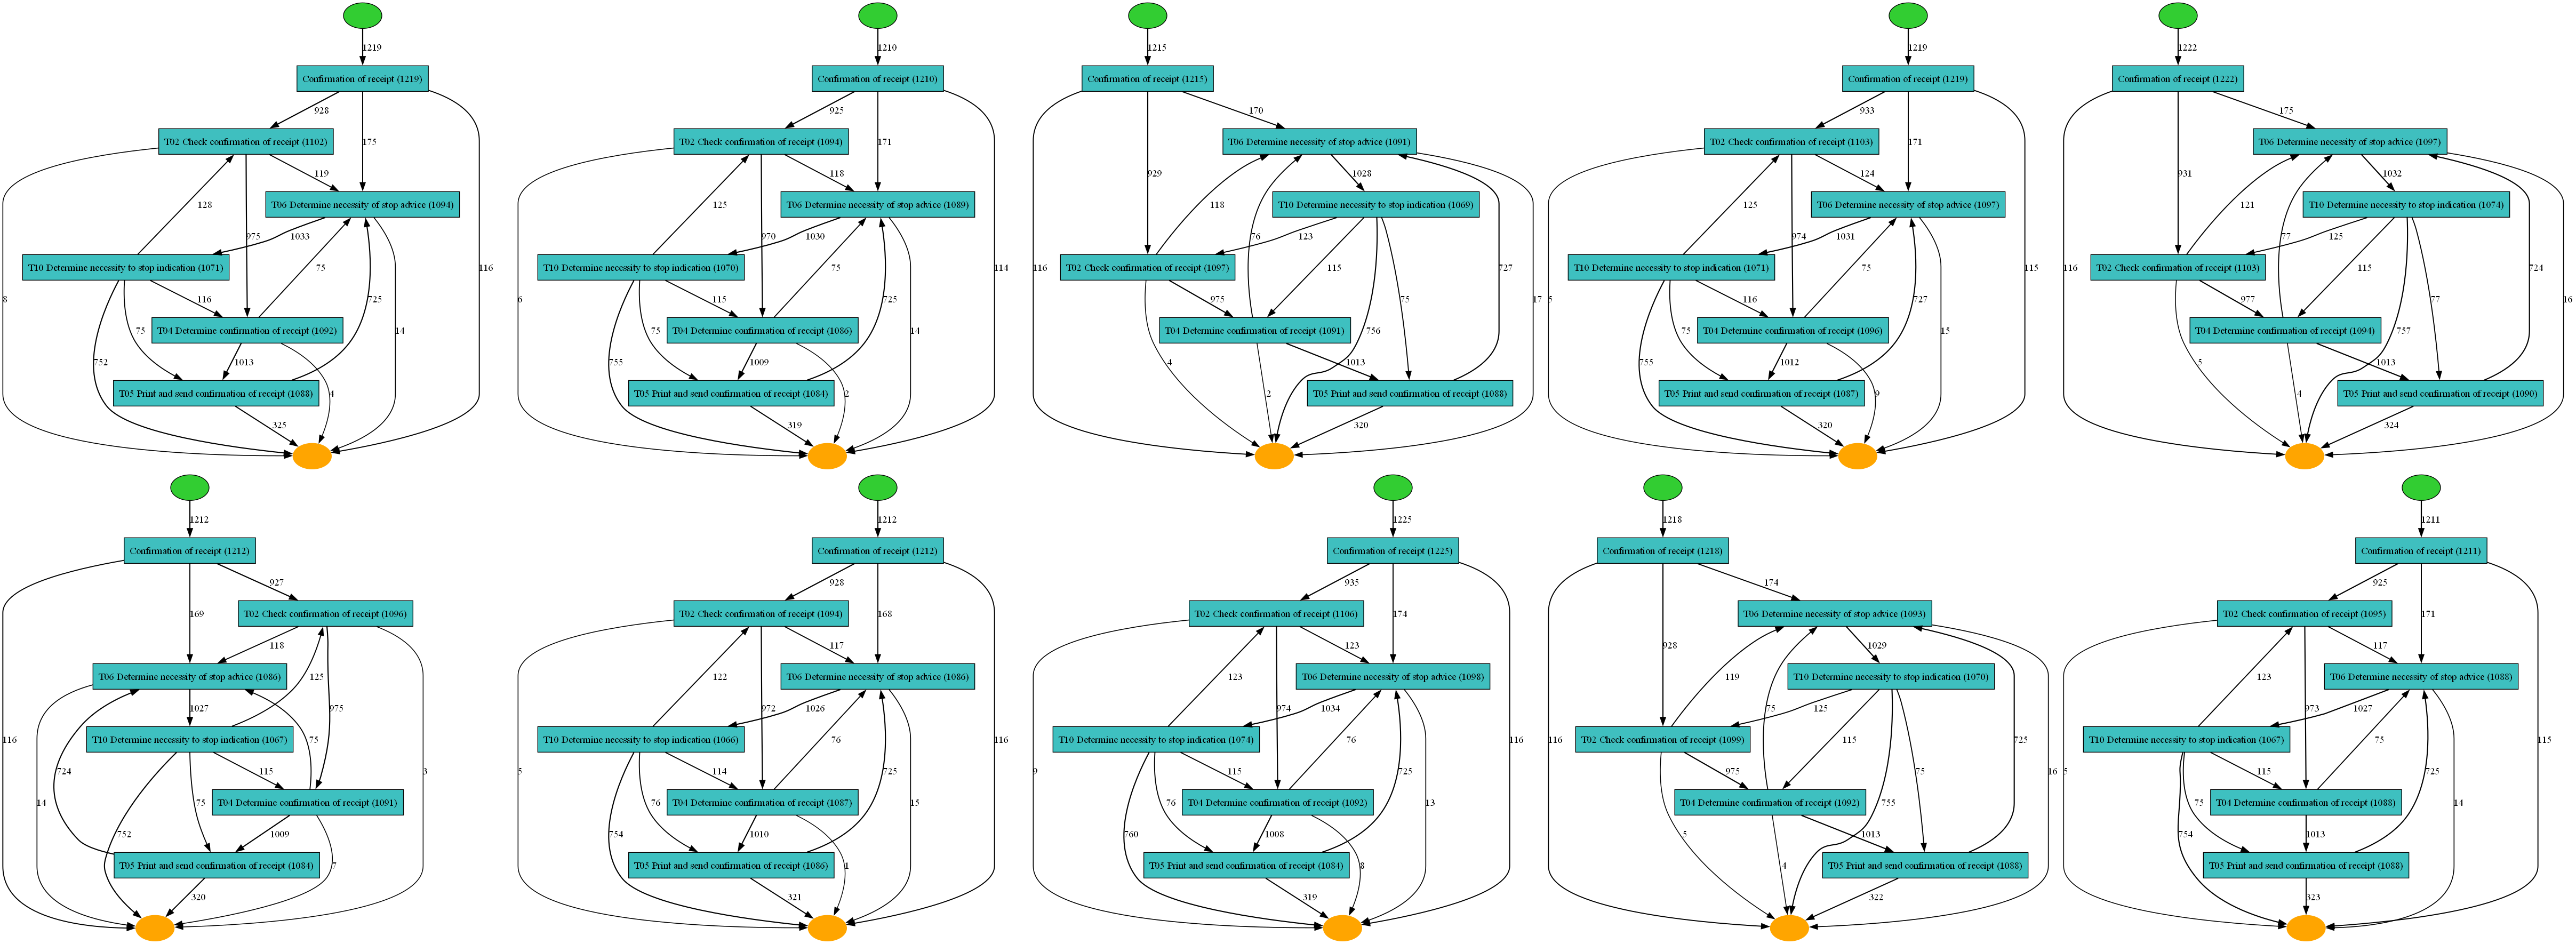 1219
Confirmation of receipt (1219)
928
175
116
T02 Check confirmation of receipt (1102)
119
128
975
T06 Determine necessity of stop advice (1094)
1033
75
T10 Determine necessity to stop indication (1071)
116
725
8
752
75
14
T04 Determine confirmation of receipt (1092)
1013
4
T05 Print and send confirmation of receipt (1088)
325
1210
Confirmation of receipt (1210)
925
171
114
T02 Check confirmation of receipt (1094)
118
125
970
T06 Determine necessity of stop advice (1089)
1030
75
T10 Determine necessity to stop indication (1070)
115
725
6
755
75
14
T04 Determine confirmation of receipt (1086)
1009
2
T05 Print and send confirmation of receipt (1084)
319
1215
Confirmation of receipt (1215)
170
929
T06 Determine necessity of stop advice (1091)
1028
118
76
T10 Determine necessity to stop indication (1069)
123
116
T02 Check confirmation of receipt (1097)
115
727
975
75
17
T04 Determine confirmation of receipt (1091)
756
4
1013
2
T05 Print and send confirmation of receipt (1088)
320
1219
Confirmation of receipt (1219)
933
171
115
T02 Check confirmation of receipt (1103)
124
125
974
T06 Determine necessity of stop advice (1097)
1031
75
T10 Determine necessity to stop indication (1071)
116
727
5
755
75
15
T04 Determine confirmation of receipt (1096)
1012
9
T05 Print and send confirmation of receipt (1087)
320
1222
Confirmation of receipt (1222)
175
931
T06 Determine necessity of stop advice (1097)
1032
121
77
T10 Determine necessity to stop indication (1074)
125
116
T02 Check confirmation of receipt (1103)
115
724
977
77
16
T04 Determine confirmation of receipt (1094)
757
5
1013
4
T05 Print and send confirmation of receipt (1090)
324
1212
Confirmation of receipt (1212)
927
169
T02 Check confirmation of receipt (1096)
118
125
975
T06 Determine necessity of stop advice (1086)
1027
116
75
T10 Determine necessity to stop indication (1067)
115
724
14
75
3
T04 Determine confirmation of receipt (1091)
752
1009
7
T05 Print and send confirmation of receipt (1084)
320
1212
Confirmation of receipt (1212)
928
168
116
T02 Check confirmation of receipt (1094)
117
122
972
T06 Determine necessity of stop advice (1086)
1026
76
T10 Determine necessity to stop indication (1066)
114
725
5
754
76
15
T04 Determine confirmation of receipt (1087)
1010
1
T05 Print and send confirmation of receipt (1086)
321
1225
Confirmation of receipt (1225)
935
174
116
T02 Check confirmation of receipt (1106)
123
123
974
T06 Determine necessity of stop advice (1098)
1034
76
T10 Determine necessity to stop indication (1074)
115
725
9
760
76
13
T04 Determine confirmation of receipt (1092)
1008
8
T05 Print and send confirmation of receipt (1084)
319
1218
Confirmation of receipt (1218)
174
928
T06 Determine necessity of stop advice (1093)
1029
119
75
T10 Determine necessity to stop indication (1070)
125
116
T02 Check confirmation of receipt (1099)
115
725
975
75
16
T04 Determine confirmation of receipt (1092)
755
5
1013
4
T05 Print and send confirmation of receipt (1088)
322
1211
Confirmation of receipt (1211)
925
171
115
T02 Check confirmation of receipt (1095)
117
123
973
T06 Determine necessity of stop advice (1088)
1027
75
T10 Determine necessity to stop indication (1067)
115
725
5
754
75
14
T04 Determine confirmation of receipt (1088)
1013
T05 Print and send confirmation of receipt (1088)
323